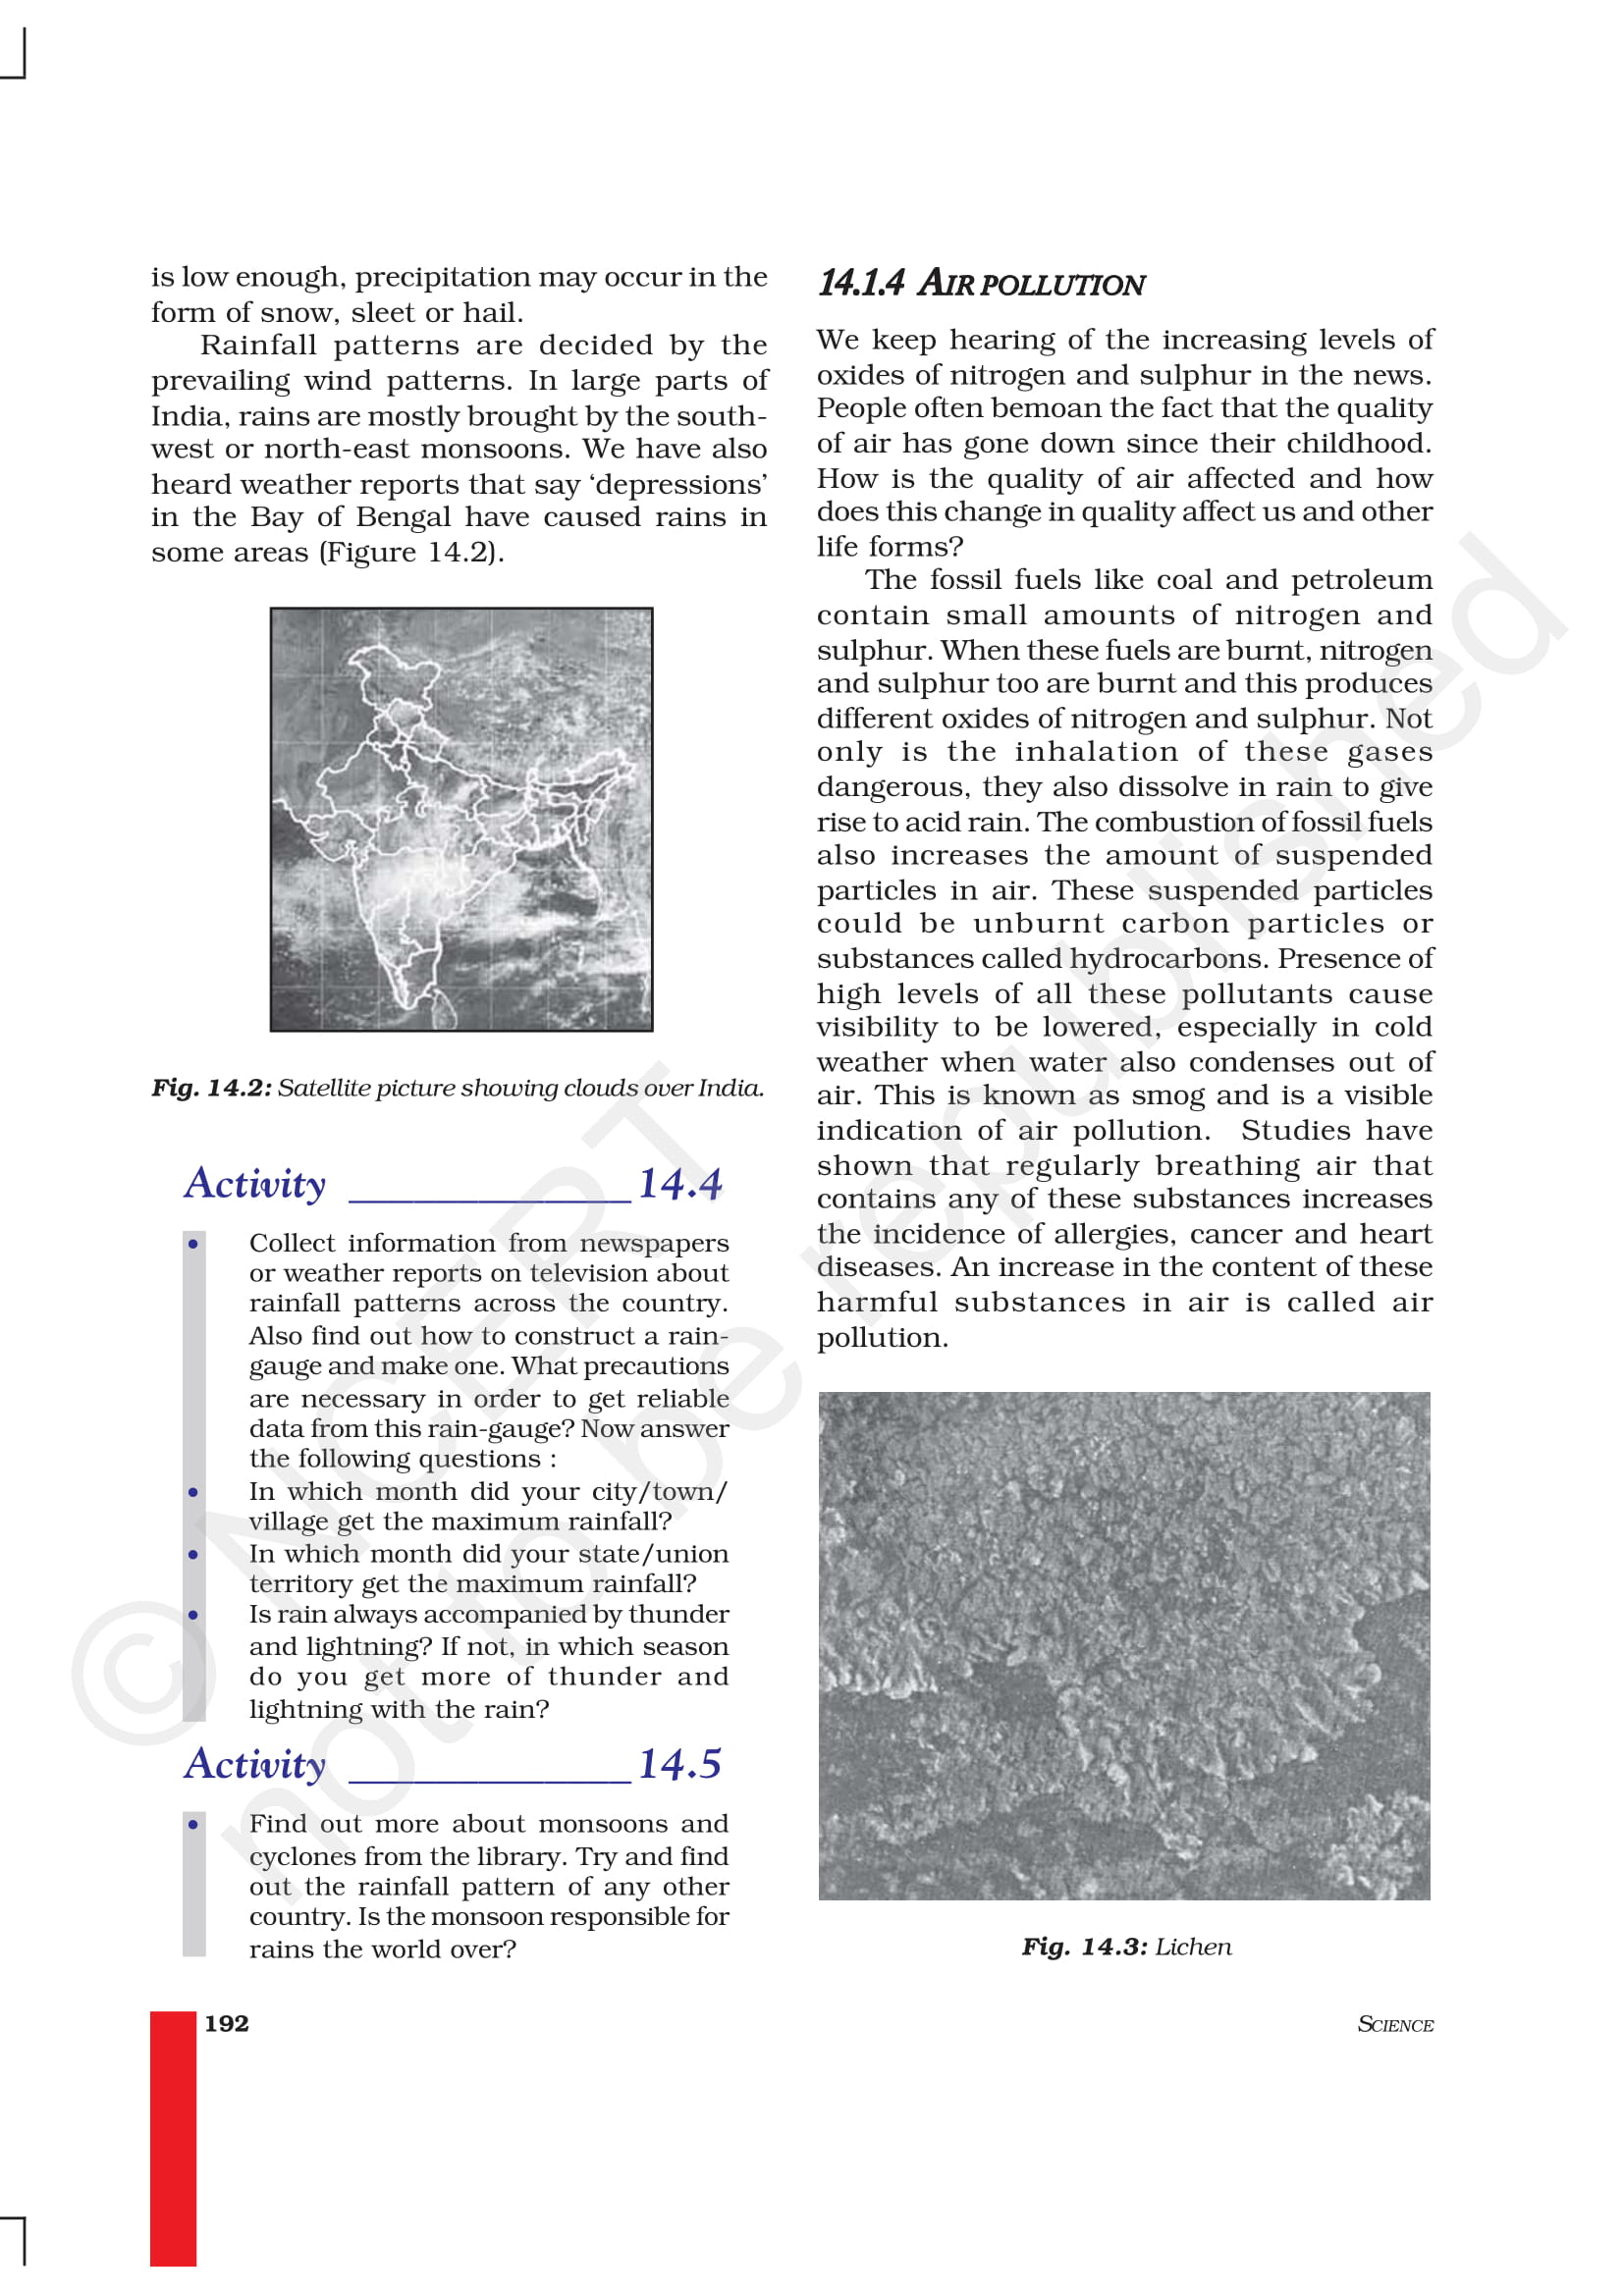 is low enough, precipitation may occur in the
form of snow, sleet or hail.
Rainfall patterns are decided by the
prevailing wind patterns. In large parts of
India, rains are mostly brought by the south-
west or north-east monsoons. We have also
heard weather reports that say ‘depressions’
in the Bay of Bengal have caused rains in
some areas (Figure 14.2).
Fig. 14.2: Satellite picture showing clouds over India.
Activity _____________ 14.4
• Collect information from newspapers
or weather reports on television about
rainfall patterns across the country.
Also find out how to construct a rain-
gauge and make one. What precautions
are necessary in order to get reliable
data from this rain-gauge? Now answer
the following questions :
• In which month did your city/town/
village get the maximum rainfall?
• In which month did your state/union
territory get the maximum rainfall?
• Is rain always accompanied by thunder
and lightning? If not, in which season
do you get more of thunder and
lightning with the rain?
Activity _____________ 14.5
• Find out more about monsoons and
cyclones from the library. Try and find
out the rainfall pattern of any other
country. Is the monsoon responsible for
rains the world over?
14.1.4 AIR POLLUTION
We keep hearing of the increasing levels of
oxides of nitrogen and sulphur in the news.
People often bemoan the fact that the quality
of air has gone down since their childhood.
How is the quality of air affected and how
does this change in quality affect us and other
life forms?
The fossil fuels like coal and petroleum
contain small amounts of nitrogen and
sulphur. When these fuels are burnt, nitrogen
and sulphur too are burnt and this produces
different oxides of nitrogen and sulphur. Not
only is the inhalation of these gases
dangerous, they also dissolve in rain to give
rise to acid rain. The combustion of fossil fuels
also increases the amount of suspended
particles in air. These suspended particles
could be unburnt carbon particles or
substances called hydrocarbons. Presence of
high levels of all these pollutants cause
visibility to be lowered, especially in cold
weather when water also condenses out of
air. This is known as smog and is a visible
indication of air pollution. Studies have
shown that regularly breathing air that
contains any of these substances increases
the incidence of allergies, cancer and heart
diseases. An increase in the content of these
harmful substances in air is called air
pollution.
Fig. 14.3: Lichen
192
SCIENCE
© NCERT
not to be republished